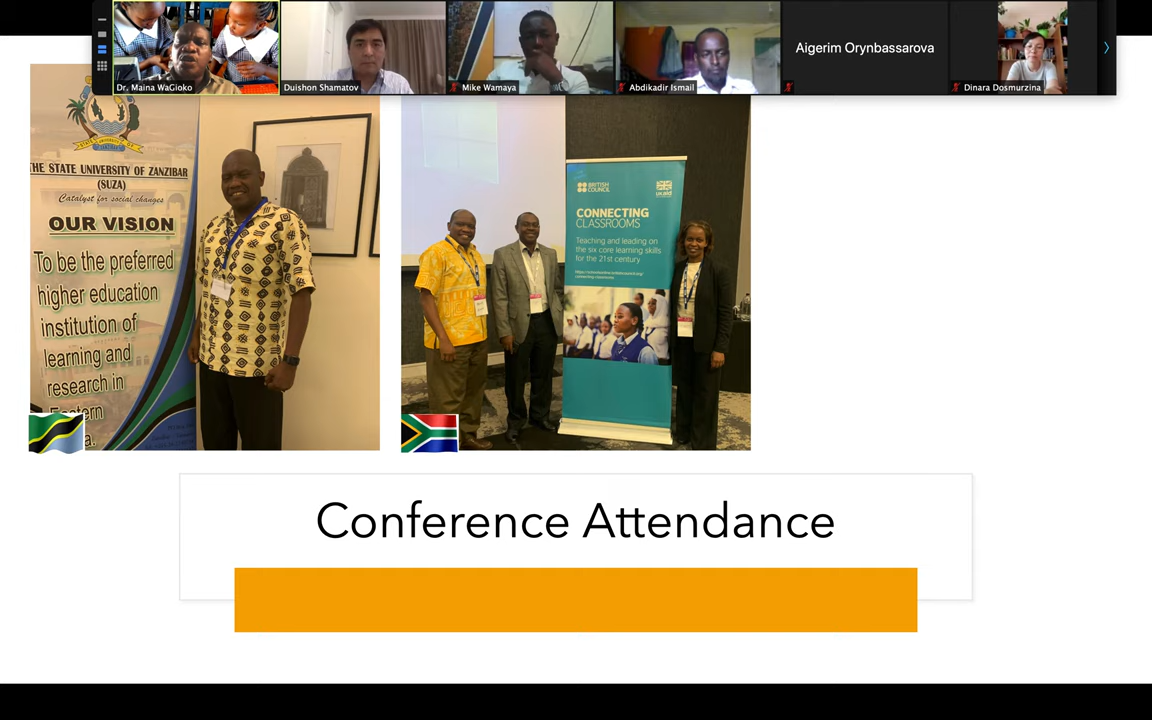 Dr. Maina WaGioko
Duishon Shamatov
Mike Wamaya
Abdikadir Ismail
Aigerim Orynbassarova
Dinara Dosmurzina
THE STATE UNIVERSITY OF ZANZIBAR
(SUZA)
Catalyst for social changes
OUR VISION
To be the preferred
higher education
institution of
learning and
research in
Eastern
BRITISH
COUNCIL
ukaid
CONNECTING
CLASSROOMS
Teaching and leading on
the six core learning skills
for the 21st century
Conference Attendance